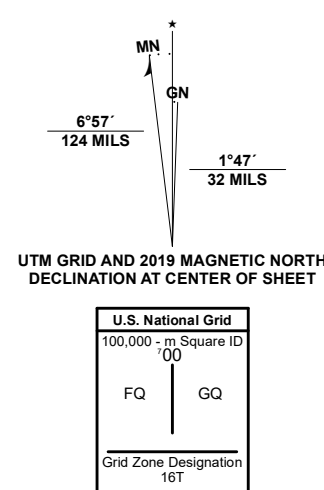 ★
MN
GN
6°57´
124 MILS
1°47´
32 MILS
UTM GRID AND 2019 MAGNETIC NORTH
DECLINATION AT CENTER OF SHEET
U.S. National Grid
100,000 - m Square ID
⁷00
FQ GQ
Grid Zone Designation
16T